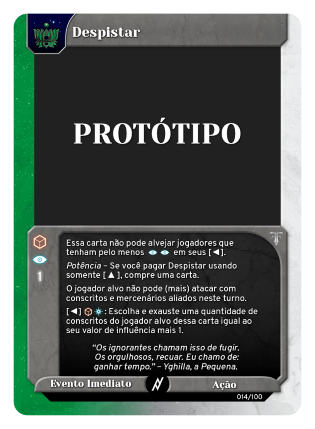 Despistar
PROTÓTIPO
Essa carta não pode alvejar jogadores que
tenham pelo menos em seus [◄].
Potência – Se você pagar Despistar usando
somente [▲], compre uma carta.
O jogador alvo não pode (mais) atacar com
conscritos e mercenários aliados neste turno.
[◄] : Escolha e exauste uma quantidade de
conscritos do jogador alvo dessa carta igual ao
seu valor de influência mais 1.
1
“Os ignorantes chamam isso de fugir.
Os orgulhosos, recuar. Eu chamo de:
ganhar tempo.” – Yghilla, a Pequena.
Evento Imediato
Ação
014/100